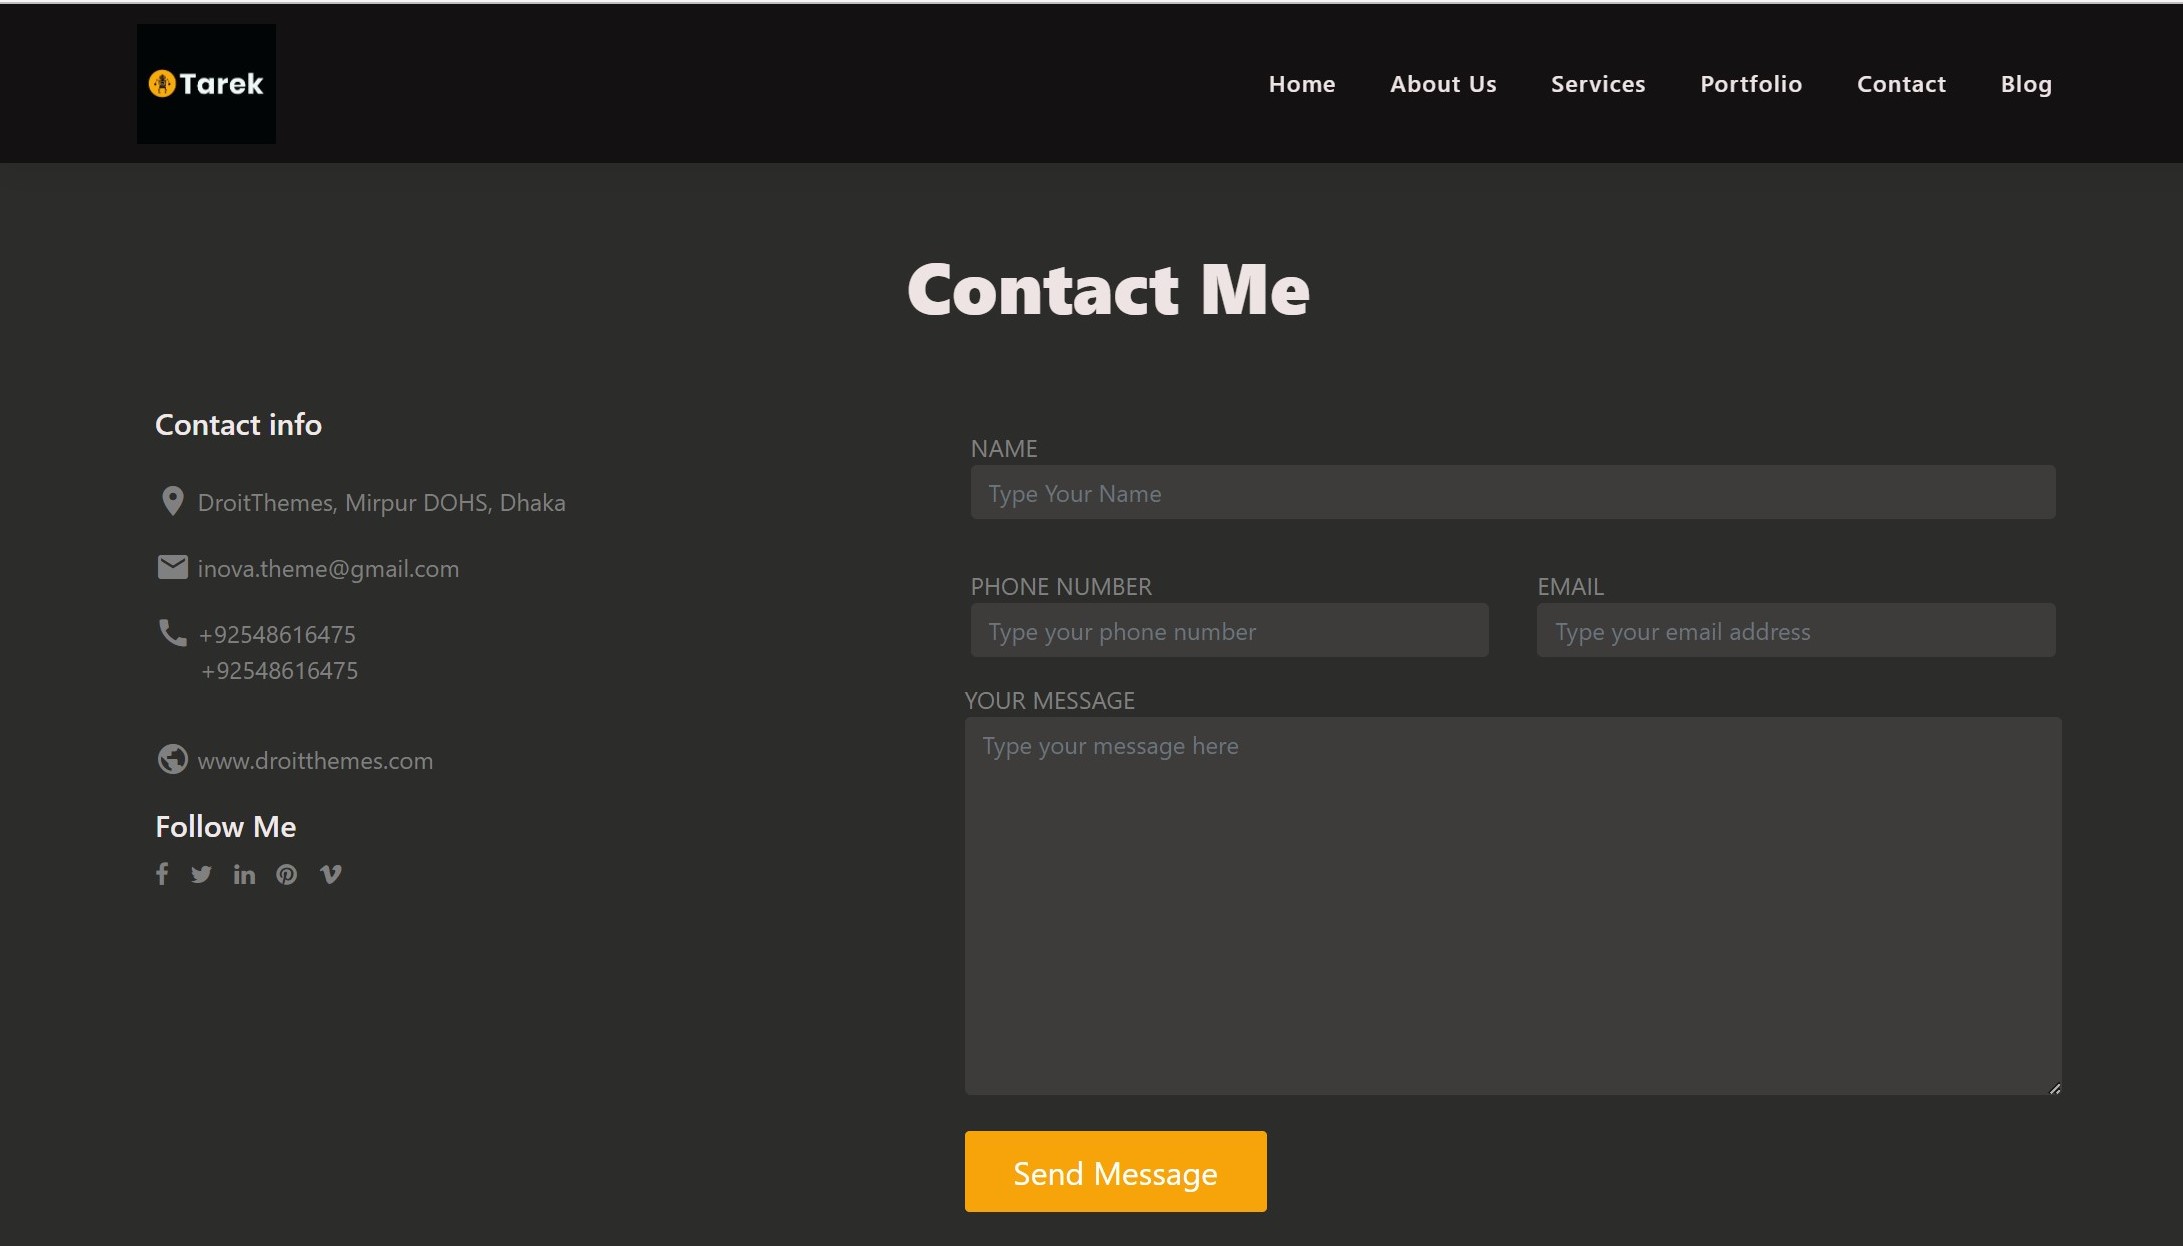 Tarek
Home About Us Services Portfolio Contact Blog
Contact Me
Contact info
DroitThemes, Mirpur DOHS, Dhaka
inova.theme@gmail.com
+92548616475
+92548616475
www.droitthemes.com
Follow Me
NAME
Type Your Name
PHONE NUMBER EMAIL
Type your phone number Type your email address
YOUR MESSAGE
Type your message here
Send Message